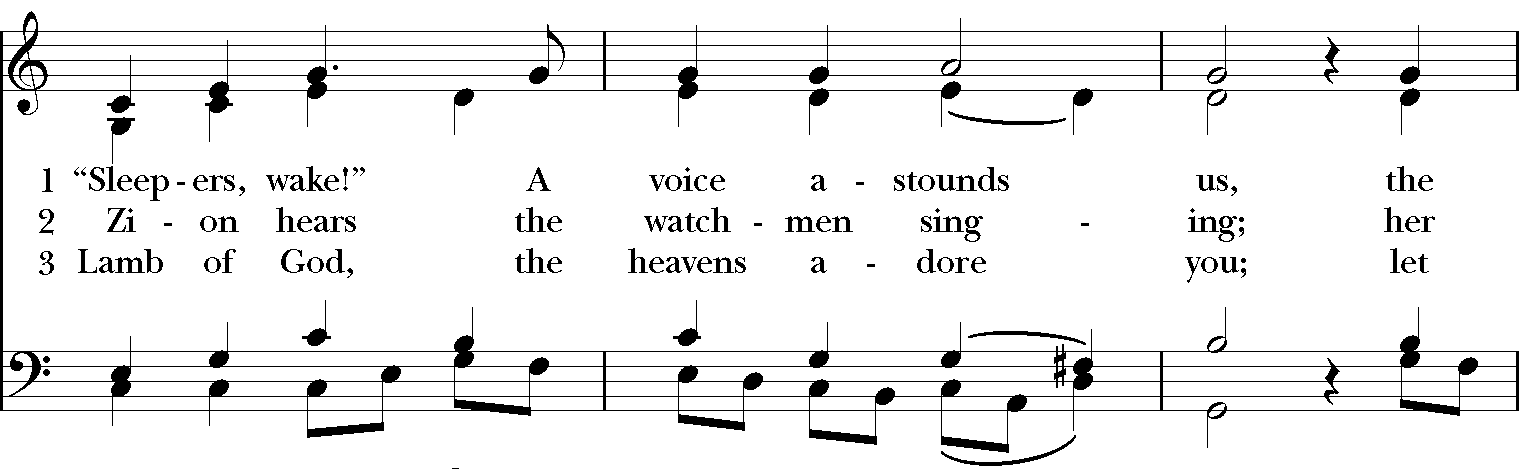 1 “Sleep - ers, wake!” A voice a - stounds us, the
2 Zi - on hears the watch - men sing - ing; her
3 Lamb of God, the heavens a - dore you; let